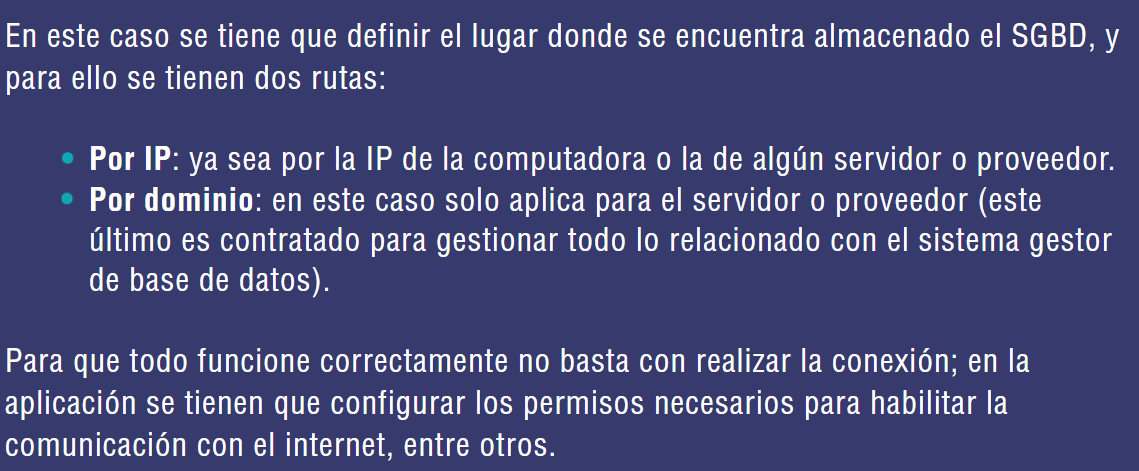 En este caso se tiene que definir el lugar donde se encuentra almacenado el SGBD, y
para ello se tienen dos rutas:
• Por IP: ya sea por la IP de la computadora o la de algún servidor o proveedor.
• Por dominio: en este caso solo aplica para el servidor o proveedor (este
último es contratado para gestionar todo lo relacionado con el sistema gestor
de base de datos).
Para que todo funcione correctamente no basta con realizar la conexión; en la
aplicación se tienen que configurar los permisos necesarios para habilitar la
comunicación con el internet, entre otros.